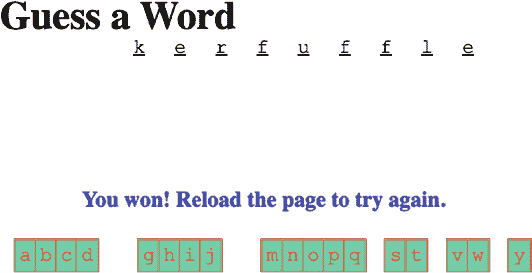 Guess a Word
k e r f u f f l e
You won! Reload the page to try again.
a b c d g h i j m n o p q s t v w y